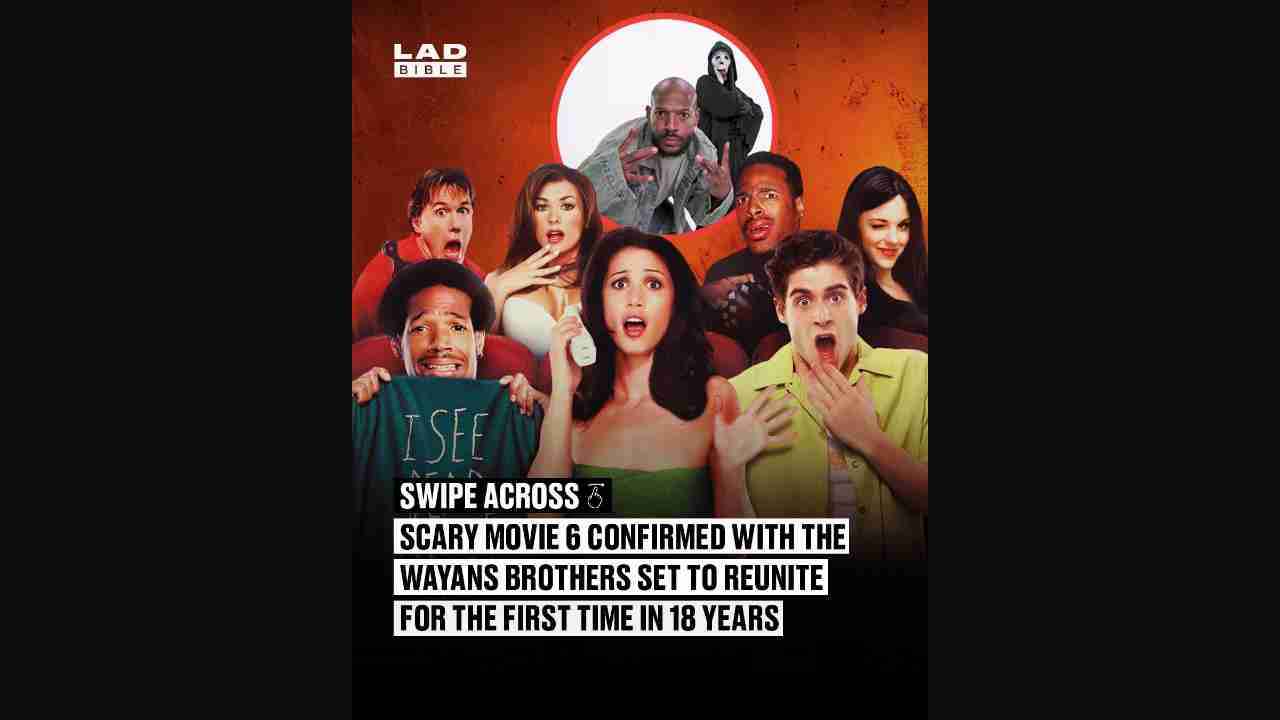 LAD
BIBLE
I SEE
SWIPE ACROSS
SCARY MOVIE 6 CONFIRMED WITH THE
WAYANS BROTHERS SET TO REUNITE
FOR THE FIRST TIME IN 18 YEARS